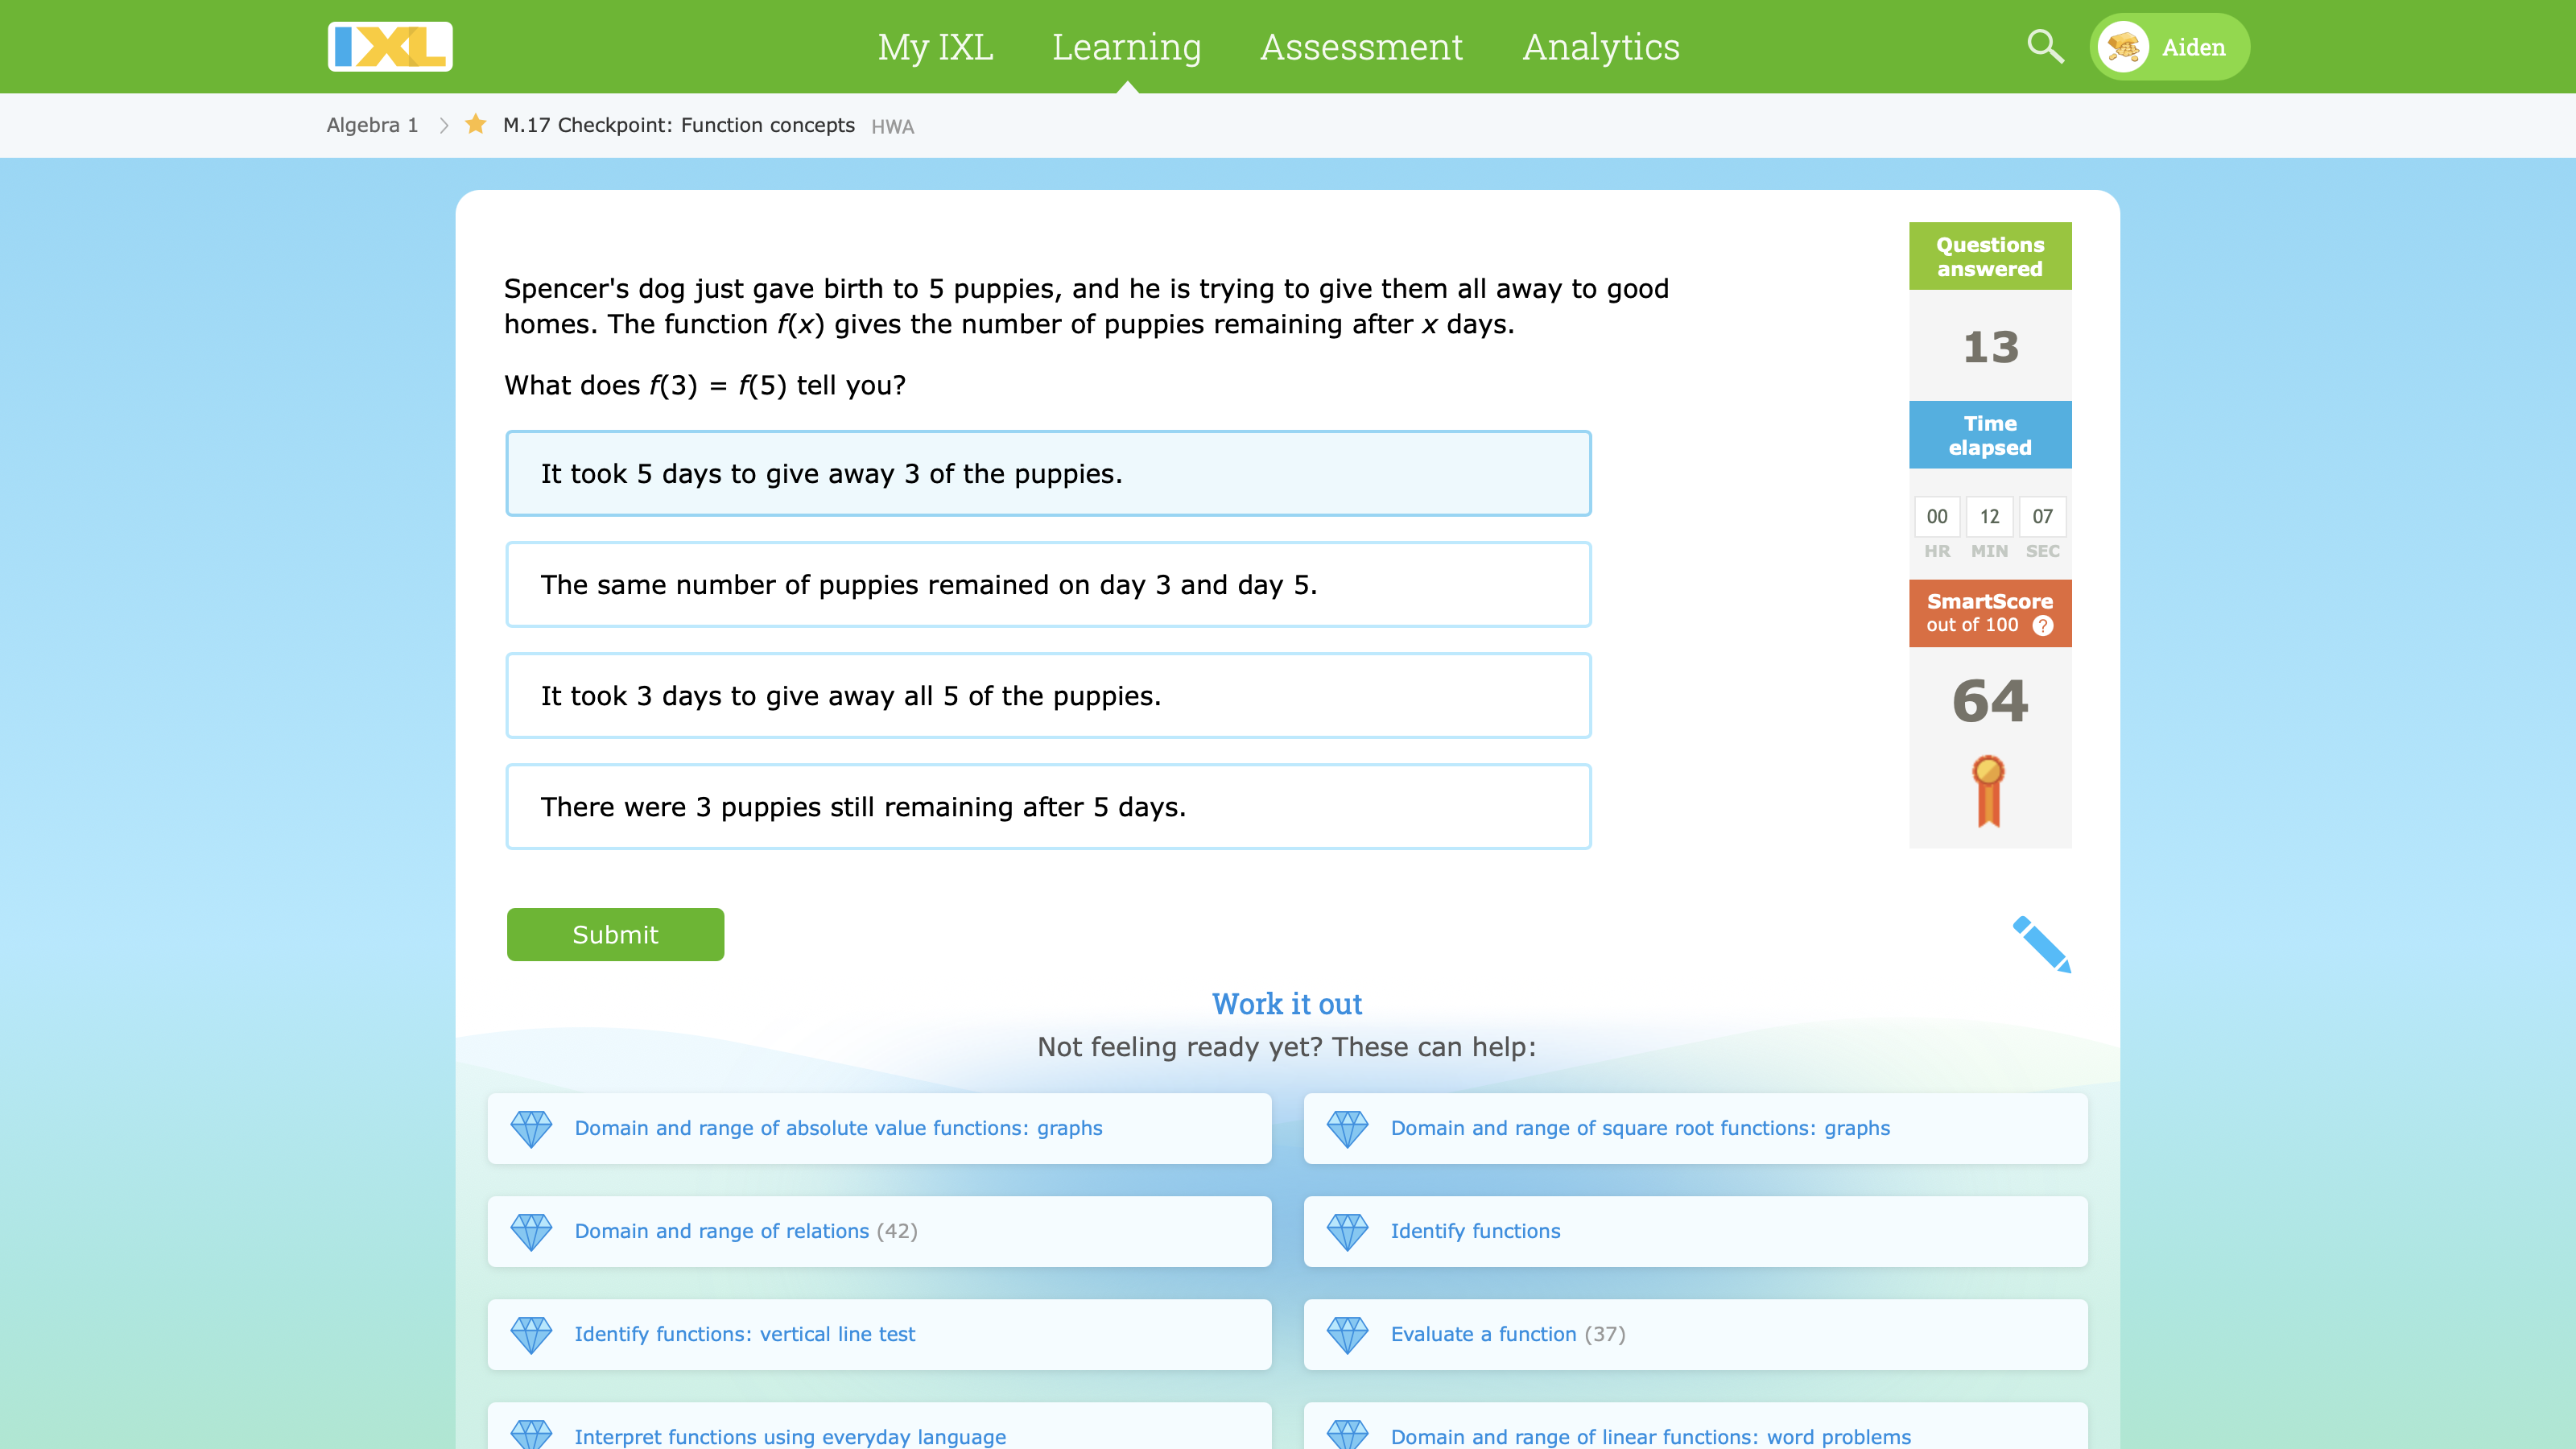 IXL
My IXL
Learning
Assessment
Analytics
Aiden
Algebra 1
M.17 Checkpoint: Function concepts HWA
Spencer's dog just gave birth to 5 puppies, and he is trying to give them all away to good
homes. The function f(x) gives the number of puppies remaining after x days.
What does f(3) = f(5) tell you?
It took 5 days to give away 3 of the puppies.
The same number of puppies remained on day 3 and day 5.
It took 3 days to give away all 5 of the puppies.
There were 3 puppies still remaining after 5 days.
Submit
Questions
answered
13
Time
elapsed
00 12 07
HR MIN SEC
SmartScore
out of 100 ?
64
Work it out
Not feeling ready yet? These can help:
Domain and range of absolute value functions: graphs
Domain and range of square root functions: graphs
Domain and range of relations (42)
Identify functions
Identify functions: vertical line test
Evaluate a function (37)
Interpret functions using everyday language
Domain and range of linear functions: word problems